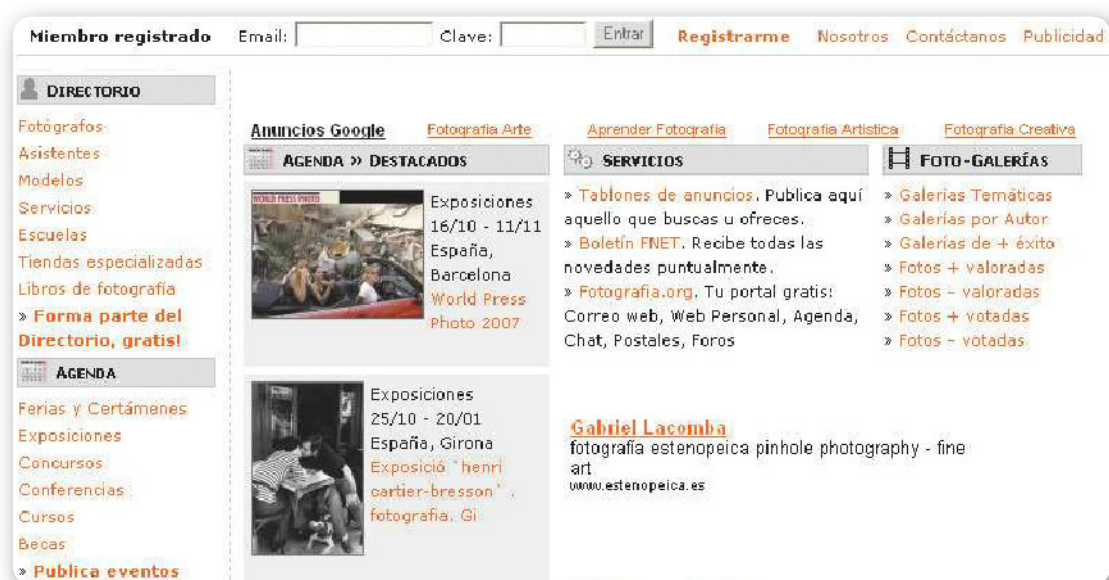 Miembro registrado Email: Clave: Entrar Registrarme Nosotros Contáctanos Publicidad
DIRECTORIO
Fotógrafos
Asistentes
Modelos
Servicios
Escuelas
Tiendas especializadas
Libros de fotografía
» Forma parte del
Directorio, gratis!
AGENDA
Ferias y Certámenes
Exposiciones
Concursos
Conferencias
Cursos
Becas
» Publica eventos
Anuncios Google Fotografia Arte Aprender Fotografia Fotografia Artistica Fotografia Creativa
AGENDA » DESTACADOS
WORLD PRESS PHOTO
Exposiciones
16/10 - 11/11
España,
Barcelona
World Press
Photo 2007
Exposiciones
25/10 - 20/01
España, Girona
Exposició `henri
cartier-bresson` .
fotografia. Gi
SERVICIOS
» Tablones de anuncios. Publica aquí
aquello que buscas u ofreces.
» Boletín FNET. Recibe todas las
novedades puntualmente.
» Fotografia.org. Tu portal gratis:
Correo web, Web Personal, Agenda,
Chat, Postales, Foros
FOTO-GALERÍAS
» Galerías Temáticas
» Galerías por Autor
» Galerías de + éxito
» Fotos + valoradas
» Fotos - valoradas
» Fotos + votadas
» Fotos - votadas
Gabriel Lacomba
fotografía estenopeica pinhole photography - fine
art
www.estenopeica.es